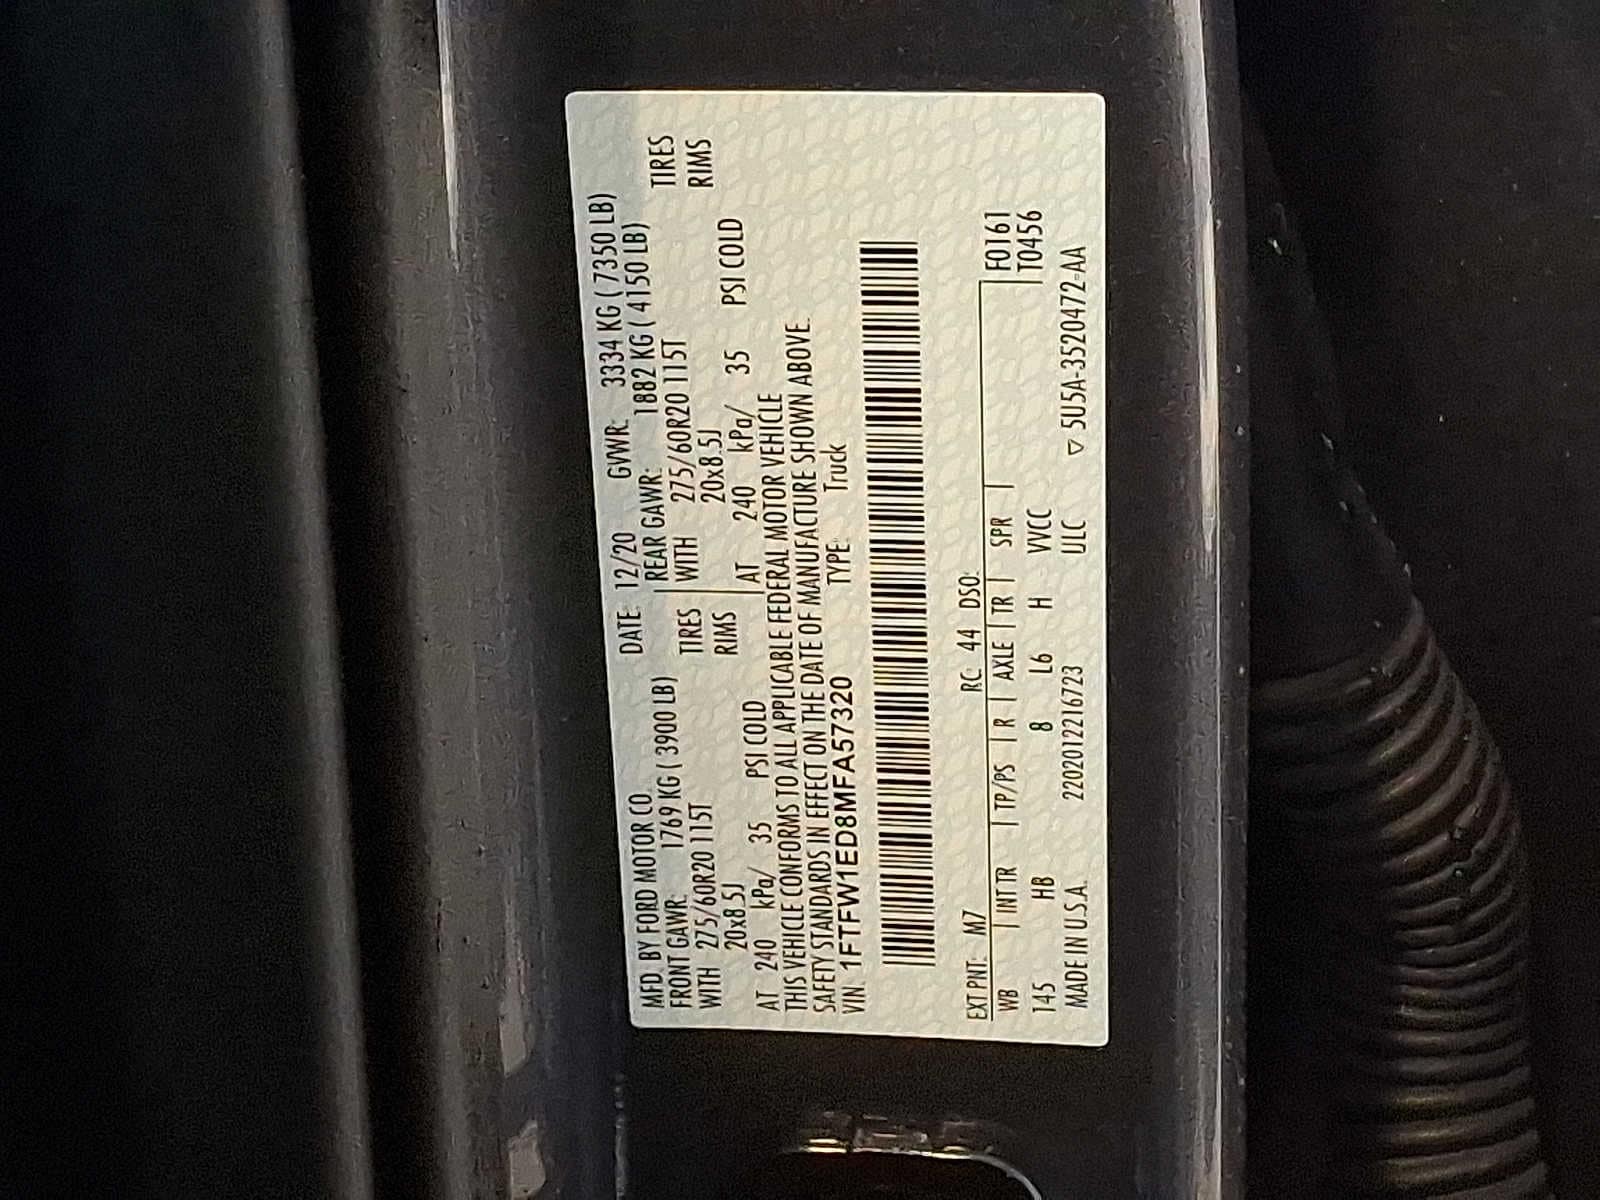 MFD. BY FORD MOTOR CO. DATE: 12/20 GVWR: 3334 KG ( 7350 LB)
FRONT GAWR: 1769 KG ( 3900 LB) REAR GAWR: 1882 KG ( 4150 LB)
WITH 275/60R20 115T TIRES WITH 275/60R20 115T TIRES
20x8.5J RIMS 20x8.5J RIMS
AT 240 kPa/ 35 PSI COLD AT 240 kPa/ 35 PSI COLD
THIS VEHICLE CONFORMS TO ALL APPLICABLE FEDERAL MOTOR VEHICLE
SAFETY STANDARDS IN EFFECT ON THE DATE OF MANUFACTURE SHOWN ABOVE.
VIN: 1FTFW1ED8MFA57320 TYPE: Truck
EXT PNT: M7 RC: 44 DSO: F0161
WB | INT TR | TP/PS | R | AXLE | TR | SPR | T0456
145 HB 8 L6 H VVCC
MADE IN U.S.A. 22020122 16723 ULC ▽ 5U5A-3520472-AA